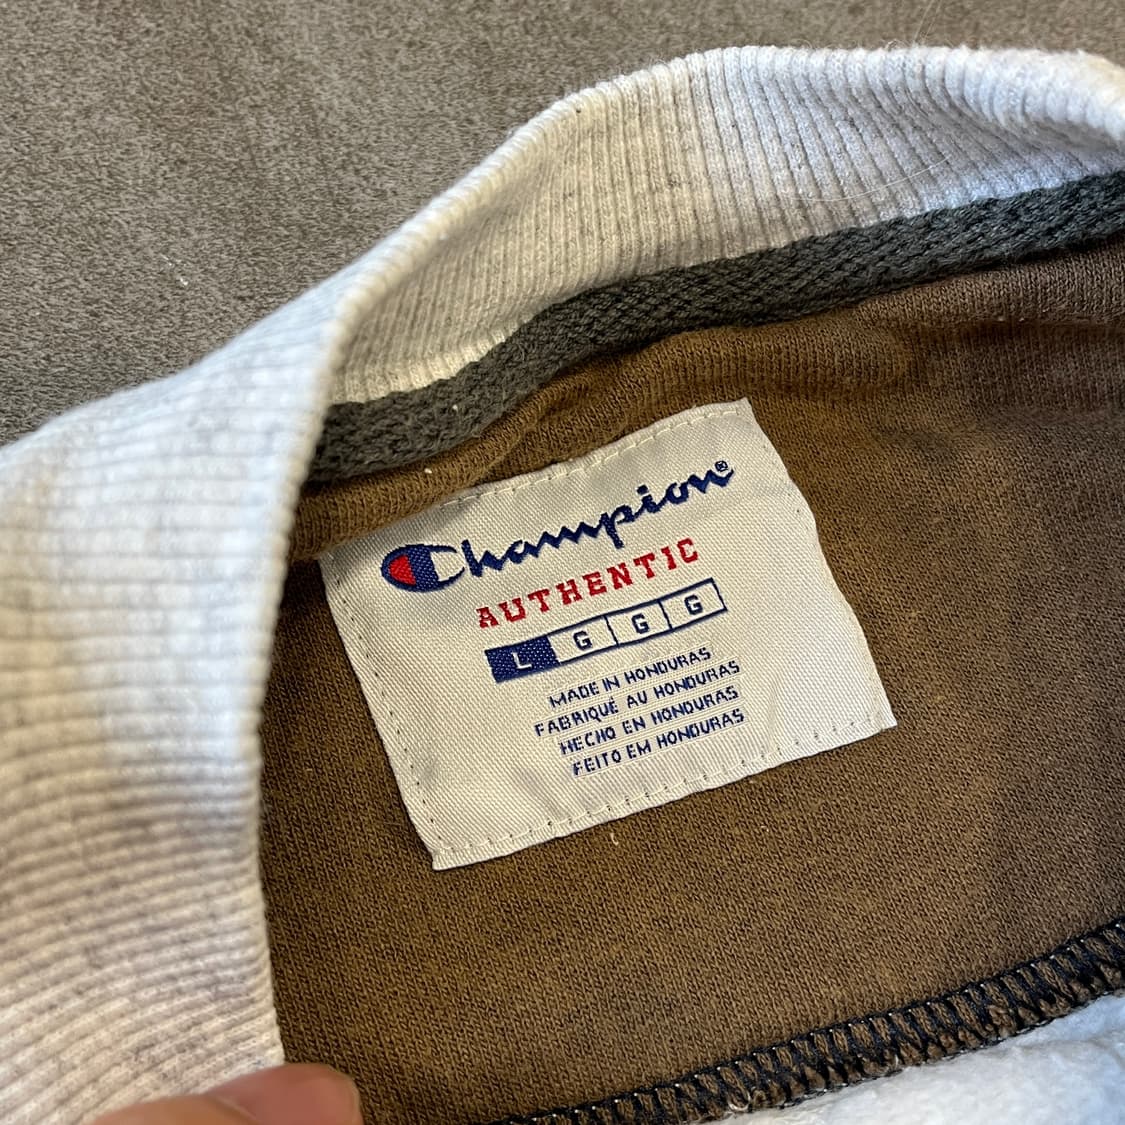 Champion®
AUTHENTIC
L G G G
MADE IN HONDURAS
FABRIQUÉ AU HONDURAS
HECHO EN HONDURAS
FEITO EM HONDURAS